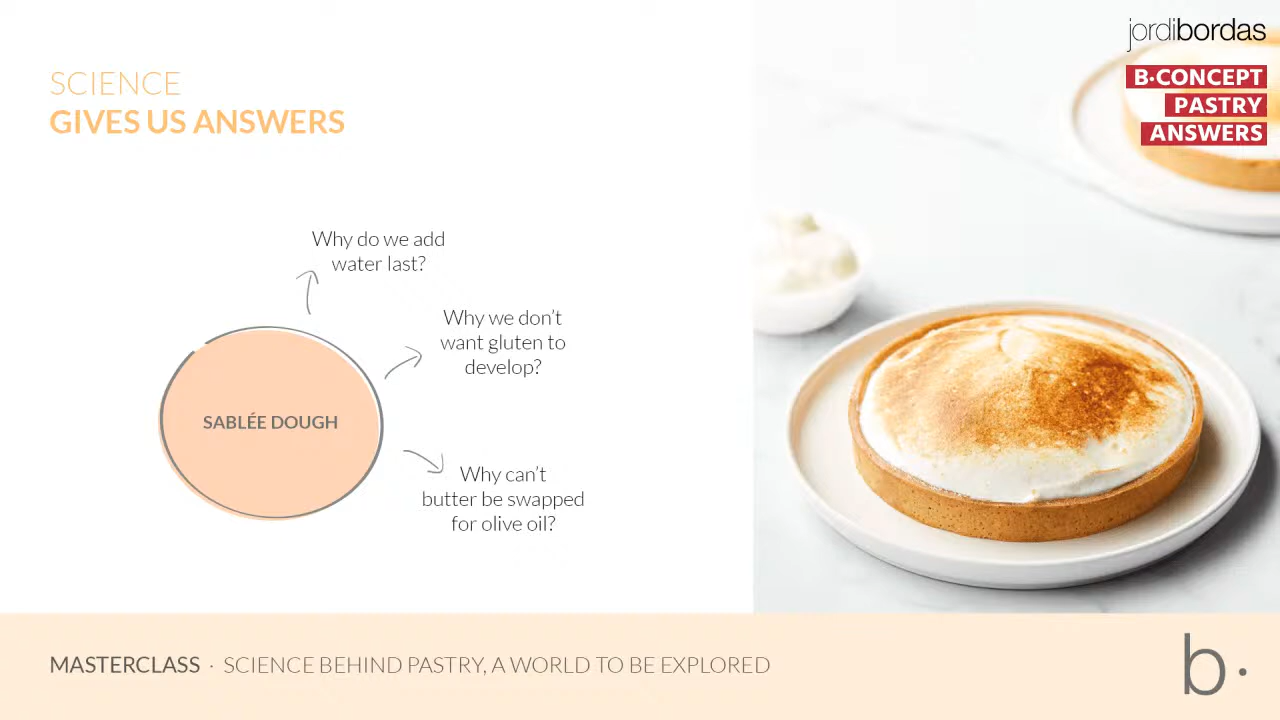 jordibordas
B·CONCEPT
PASTRY
ANSWERS
SCIENCE
GIVES US ANSWERS
Why do we add
water last?
Why we don't
want gluten to
develop?
SABLÉE DOUGH
Why can't
butter be swapped
for olive oil?
MASTERCLASS · SCIENCE BEHIND PASTRY, A WORLD TO BE EXPLORED
b·